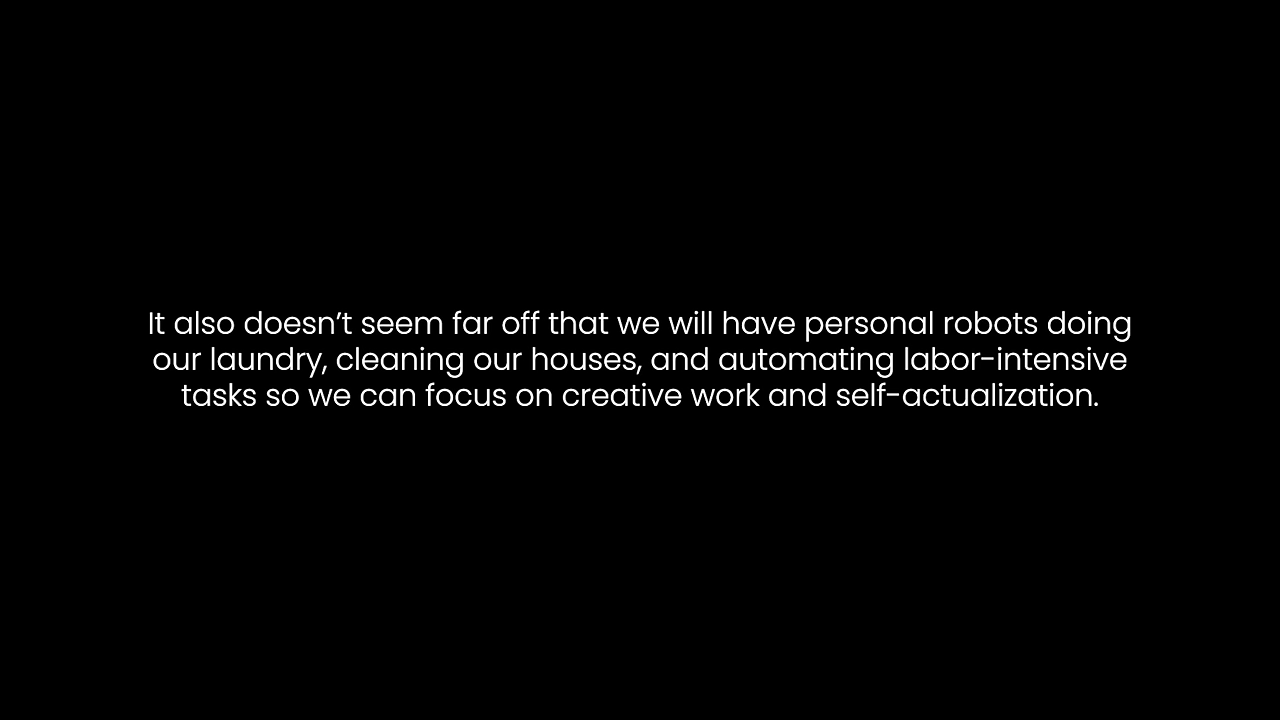 It also doesn’t seem far off that we will have personal robots doing
our laundry, cleaning our houses, and automating labor-intensive
tasks so we can focus on creative work and self-actualization.